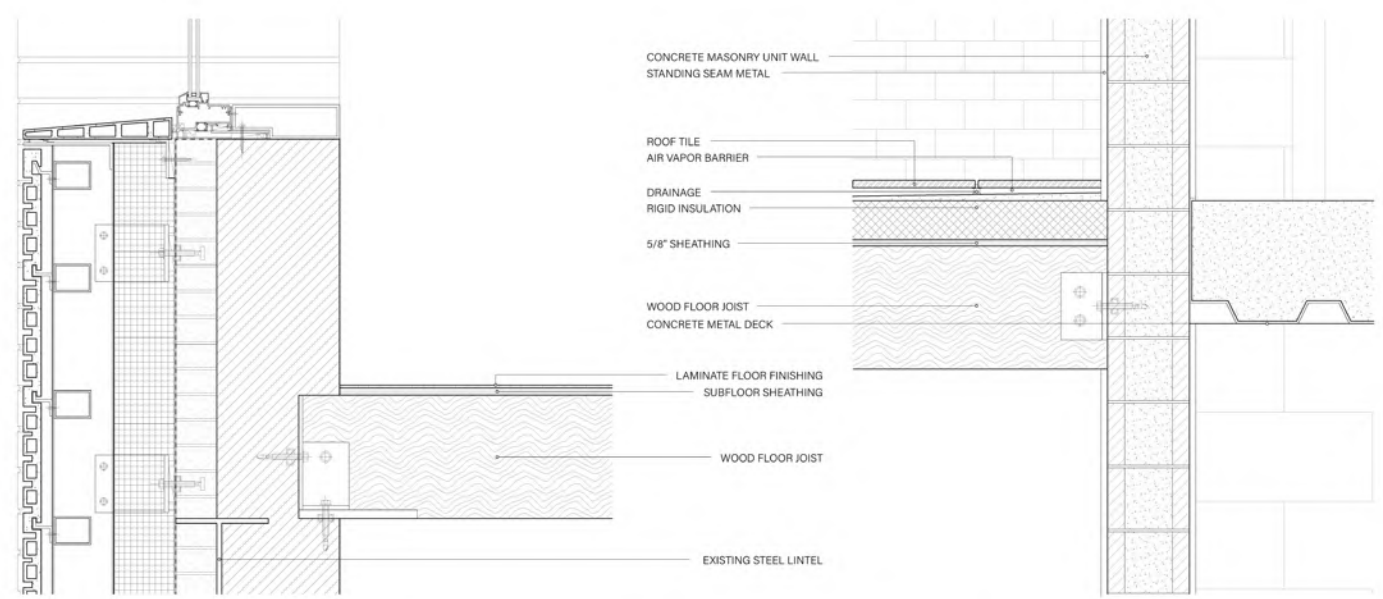 CONCRETE MASONRY UNIT WALL
STANDING SEAM METAL
ROOF TILE
AIR VAPOR BARRIER
DRAINAGE
RIGID INSULATION
5/8" SHEATHING
WOOD FLOOR JOIST
CONCRETE METAL DECK
LAMINATE FLOOR FINISHING
SUBFLOOR SHEATHING
WOOD FLOOR JOIST
EXISTING STEEL LINTEL